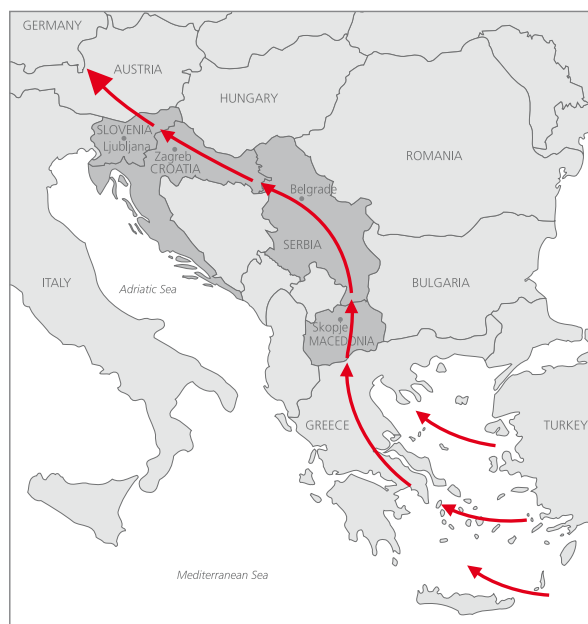 GERMANY
AUSTRIA
HUNGARY
SLOVENIA
Ljubljana
Zagreb
CROATIA
ROMANIA
Belgrade
SERBIA
ITALY
Adriatic Sea
BULGARIA
Skopje
MACEDONIA
GREECE
TURKEY
Mediterranean Sea